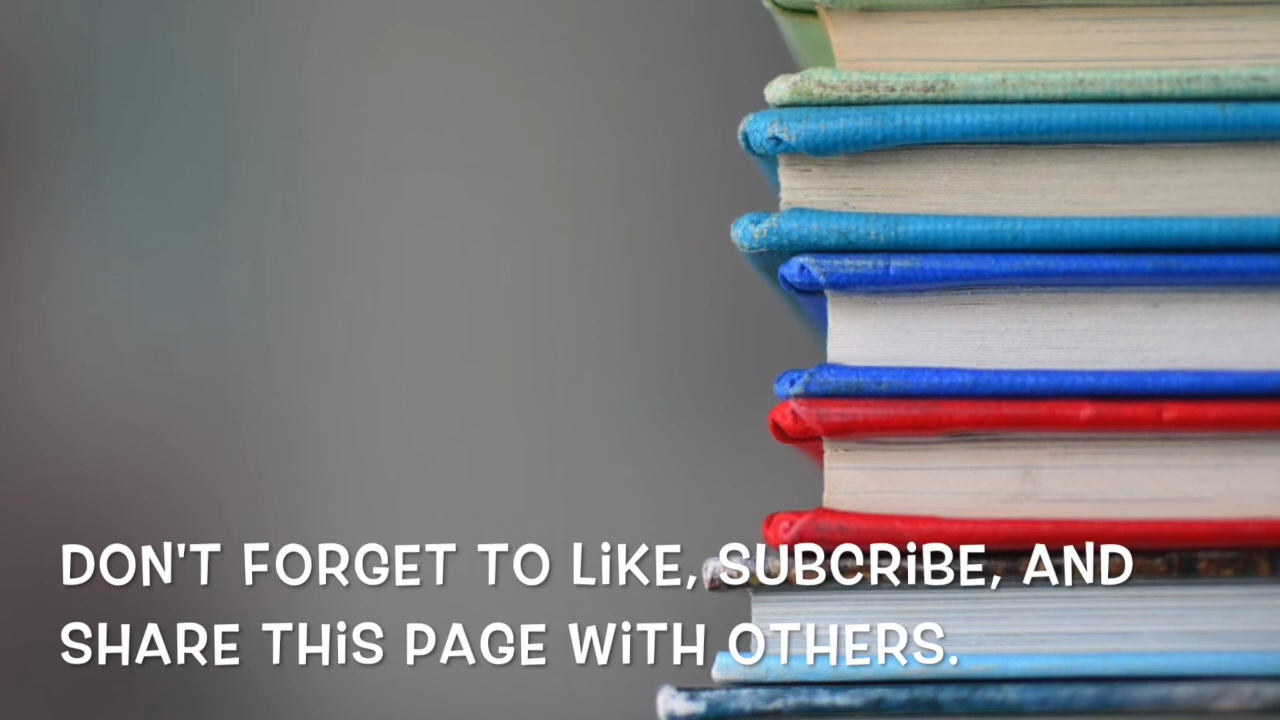 DON'T FORGET TO LiKE, SUBCRiBE, AND
SHARE THiS PAGE WiTH OTHERS.